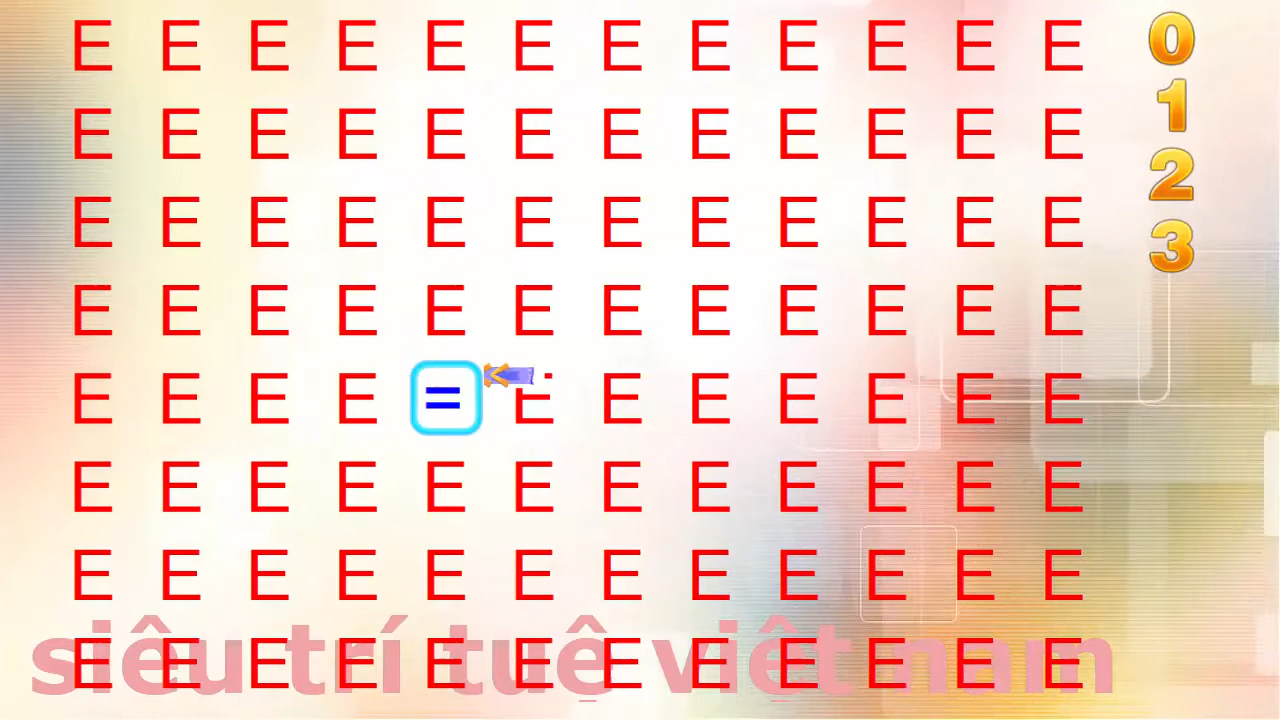 E E E E E E E E E E E E 0
E E E E E E E E E E E E 1
E E E E E E E E E E E E 2
E E E E E E E E E E E E 3
E E E E = E E E E E E E
E E E E E E E E E E E E
E E E E E E E E E E E E
E E E E E E E E E E E E
siêu trí tuệ việt nam